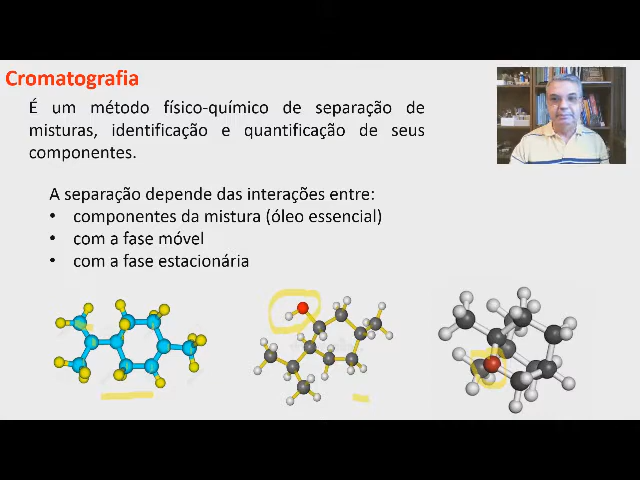 Cromatografia
É um método físico-químico de separação de
misturas, identificação e quantificação de seus
componentes.
A separação depende das interações entre:
• componentes da mistura (óleo essencial)
• com a fase móvel
• com a fase estacionária